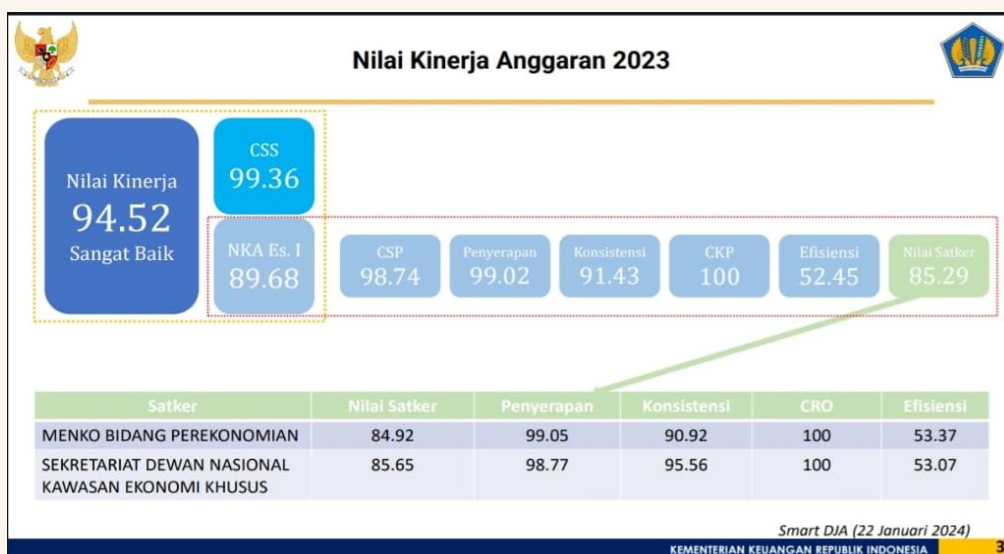 Nilai Kinerja Anggaran 2023
Nilai Kinerja
94.52
Sangat Baik
CSS
99.36
NKA Es. I
89.68
CSP
98.74
Penyerapan
99.02
Konsistensi
91.43
CKP
100
Efisiensi
52.45
Nilai Satker
85.29
Satker Nilai Satker Penyerapan Konsistensi CRO Efisiensi
MENKO BIDANG PEREKONOMIAN 84.92 99.05 90.92 100 53.37
SEKRETARIAT DEWAN NASIONAL 85.65 98.77 95.56 100 53.07
KAWASAN EKONOMI KHUSUS
Smart DJA (22 Januari 2024)
KEMENTERIAN KEUANGAN REPUBLIK INDONESIA 3